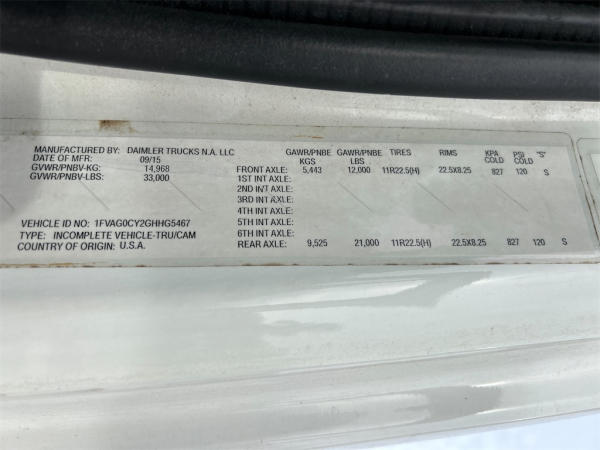 MANUFACTURED BY: DAIMLER TRUCKS N.A. LLC
DATE OF MFR: 09/15
GVWR/PNBV-KG: 14,968
GVWR/PNBV-LBS: 33,000
VEHICLE ID NO.: 1FVAG0CY2GHHG5467
TYPE: INCOMPLETE VEHICLE-TRU/CAM
COUNTRY OF ORIGIN: U.S.A.
GAWR/PNBE KGS GAWR/PNBE LBS TIRES RIMS KPA COLD PSI COLD "S"
FRONT AXLE: 5,443 12,000 11R22.5(H) 22.5X8.25 827 120 S
1ST INT AXLE:
2ND INT AXLE:
3RD INT AXLE:
4TH INT AXLE:
5TH INT AXLE:
6TH INT AXLE:
REAR AXLE: 9,525 21,000 11R22.5(H) 22.5X8.25 827 120 S